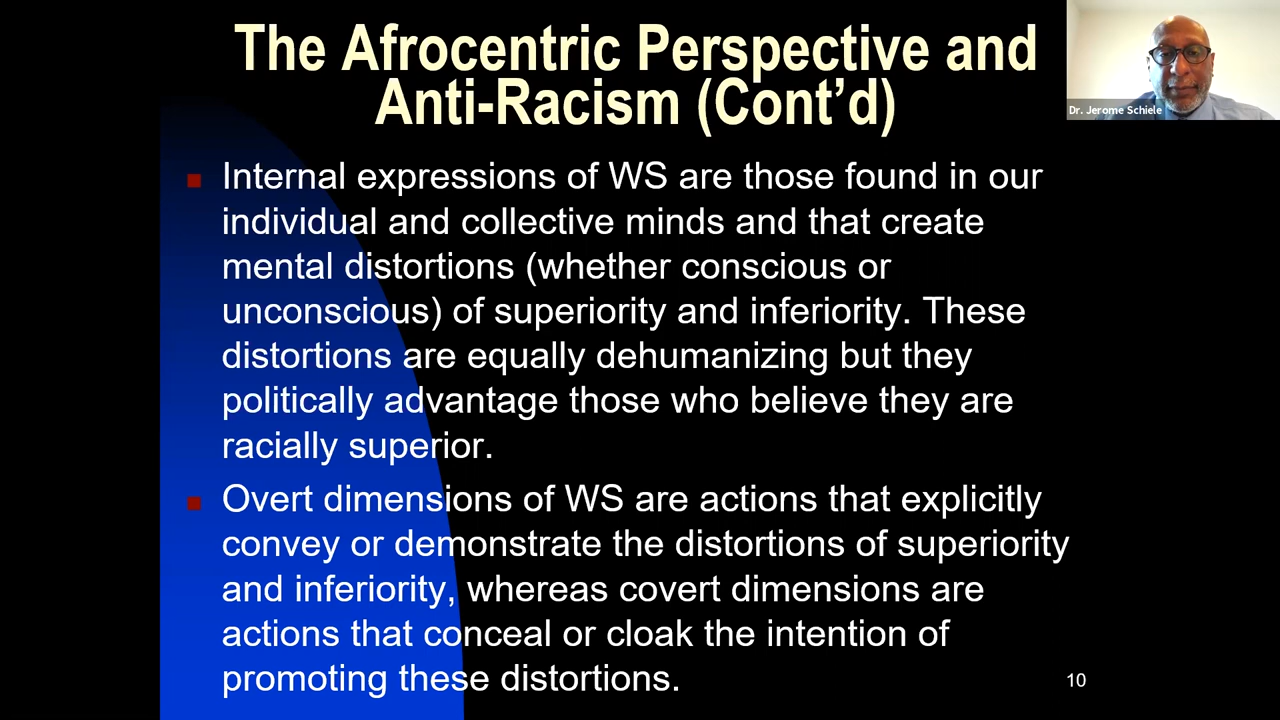 The Afrocentric Perspective and
Anti-Racism (Cont'd)
Dr. Jerome Schiele
Internal expressions of WS are those found in our
individual and collective minds and that create
mental distortions (whether conscious or
unconscious) of superiority and inferiority. These
distortions are equally dehumanizing but they
politically advantage those who believe they are
racially superior.
Overt dimensions of WS are actions that explicitly
convey or demonstrate the distortions of superiority
and inferiority, whereas covert dimensions are
actions that conceal or cloak the intention of
promoting these distortions.
10